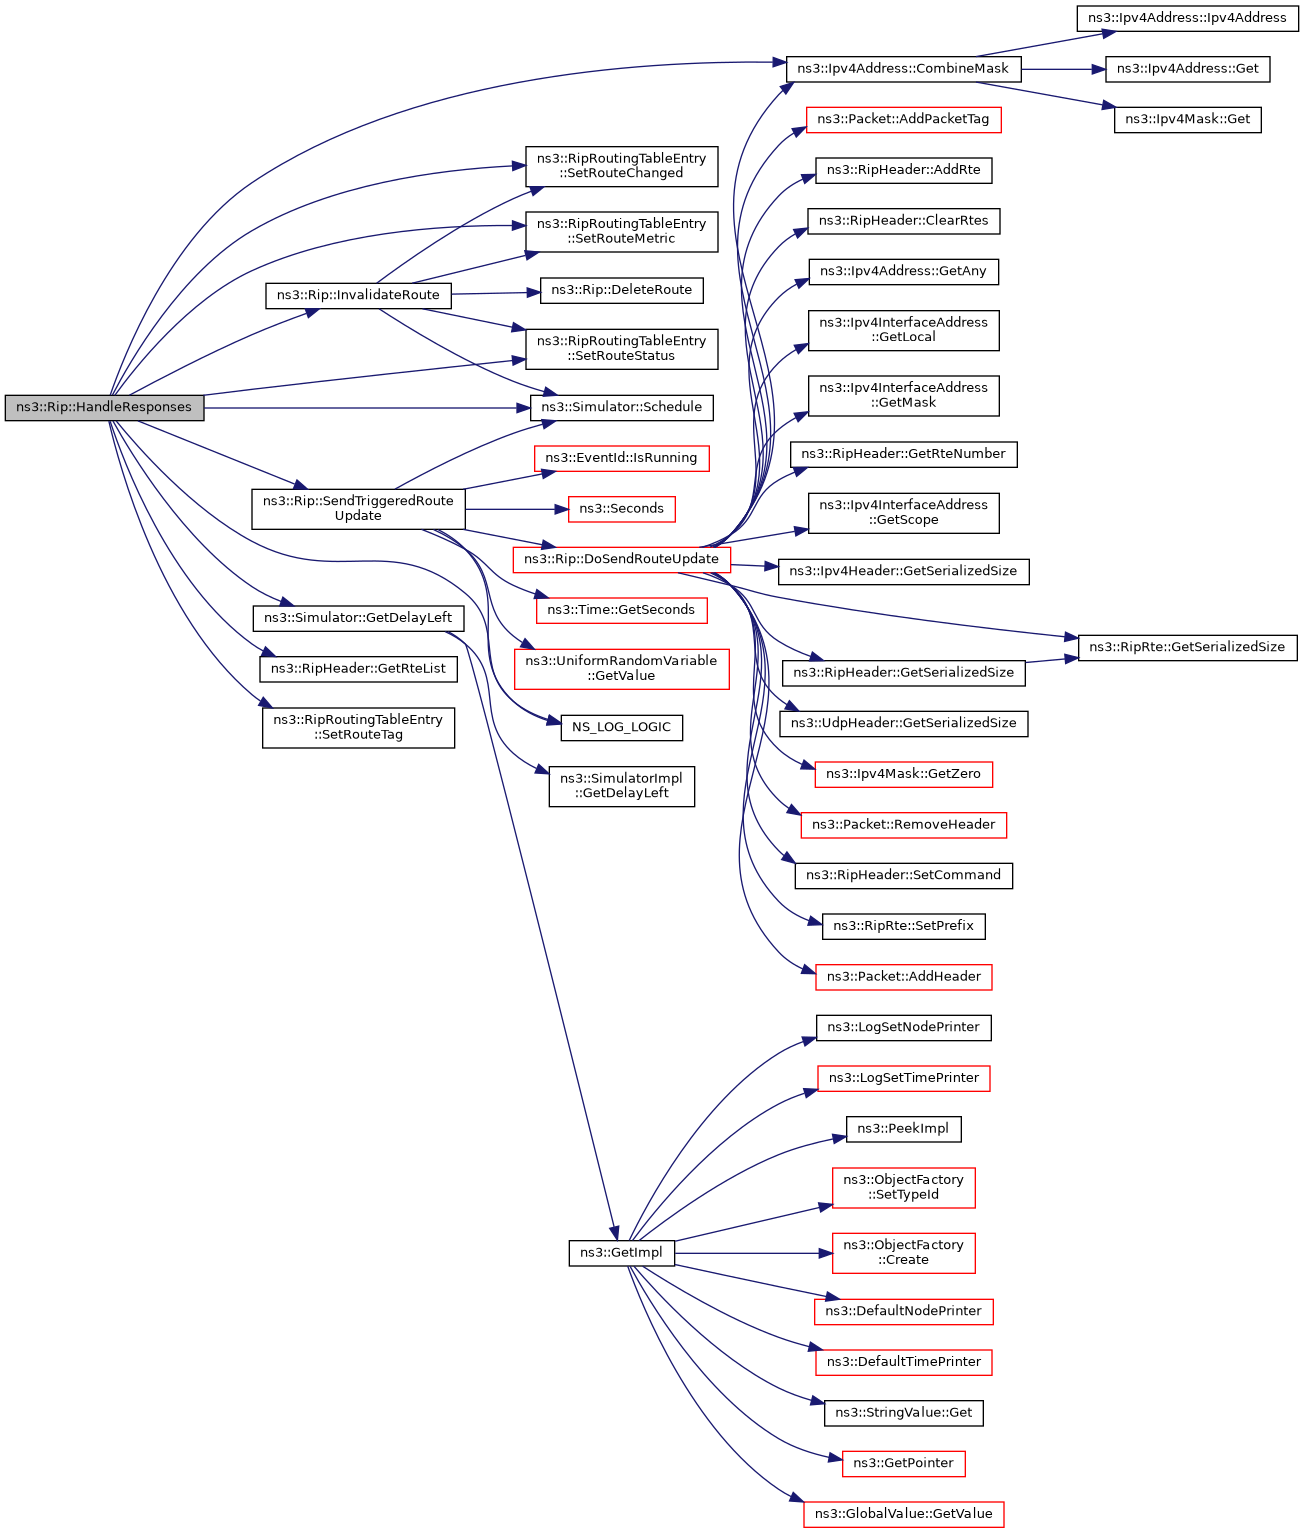 ns3::Rip::HandleResponses
ns3::Rip::InvalidateRoute
ns3::Rip::SendTriggeredRoute
Update
ns3::Simulator::GetDelayLeft
ns3::RipHeader::GetRteList
ns3::RipRoutingTableEntry
::SetRouteTag
ns3::RipRoutingTableEntry
::SetRouteChanged
ns3::RipRoutingTableEntry
::SetRouteMetric
ns3::Rip::DeleteRoute
ns3::RipRoutingTableEntry
::SetRouteStatus
ns3::Simulator::Schedule
ns3::EventId::IsRunning
ns3::Seconds
ns3::Rip::DoSendRouteUpdate
ns3::Time::GetSeconds
ns3::UniformRandomVariable
::GetValue
NS_LOG_LOGIC
ns3::SimulatorImpl
::GetDelayLeft
ns3::GetImpl
ns3::Ipv4Address::CombineMask
ns3::Packet::AddPacketTag
ns3::RipHeader::AddRte
ns3::RipHeader::ClearRtes
ns3::Ipv4Address::GetAny
ns3::Ipv4InterfaceAddress
::GetLocal
ns3::Ipv4InterfaceAddress
::GetMask
ns3::RipHeader::GetRteNumber
ns3::Ipv4InterfaceAddress
::GetScope
ns3::Ipv4Header::GetSerializedSize
ns3::RipHeader::GetSerializedSize
ns3::UdpHeader::GetSerializedSize
ns3::Ipv4Mask::GetZero
ns3::Packet::RemoveHeader
ns3::RipHeader::SetCommand
ns3::RipRte::SetPrefix
ns3::Packet::AddHeader
ns3::LogSetNodePrinter
ns3::LogSetTimePrinter
ns3::PeekImpl
ns3::ObjectFactory
::SetTypeId
ns3::ObjectFactory
::Create
ns3::DefaultNodePrinter
ns3::DefaultTimePrinter
ns3::StringValue::Get
ns3::GetPointer
ns3::GlobalValue::GetValue
ns3::Ipv4Address::Ipv4Address
ns3::Ipv4Address::Get
ns3::Ipv4Mask::Get
ns3::RipRte::GetSerializedSize